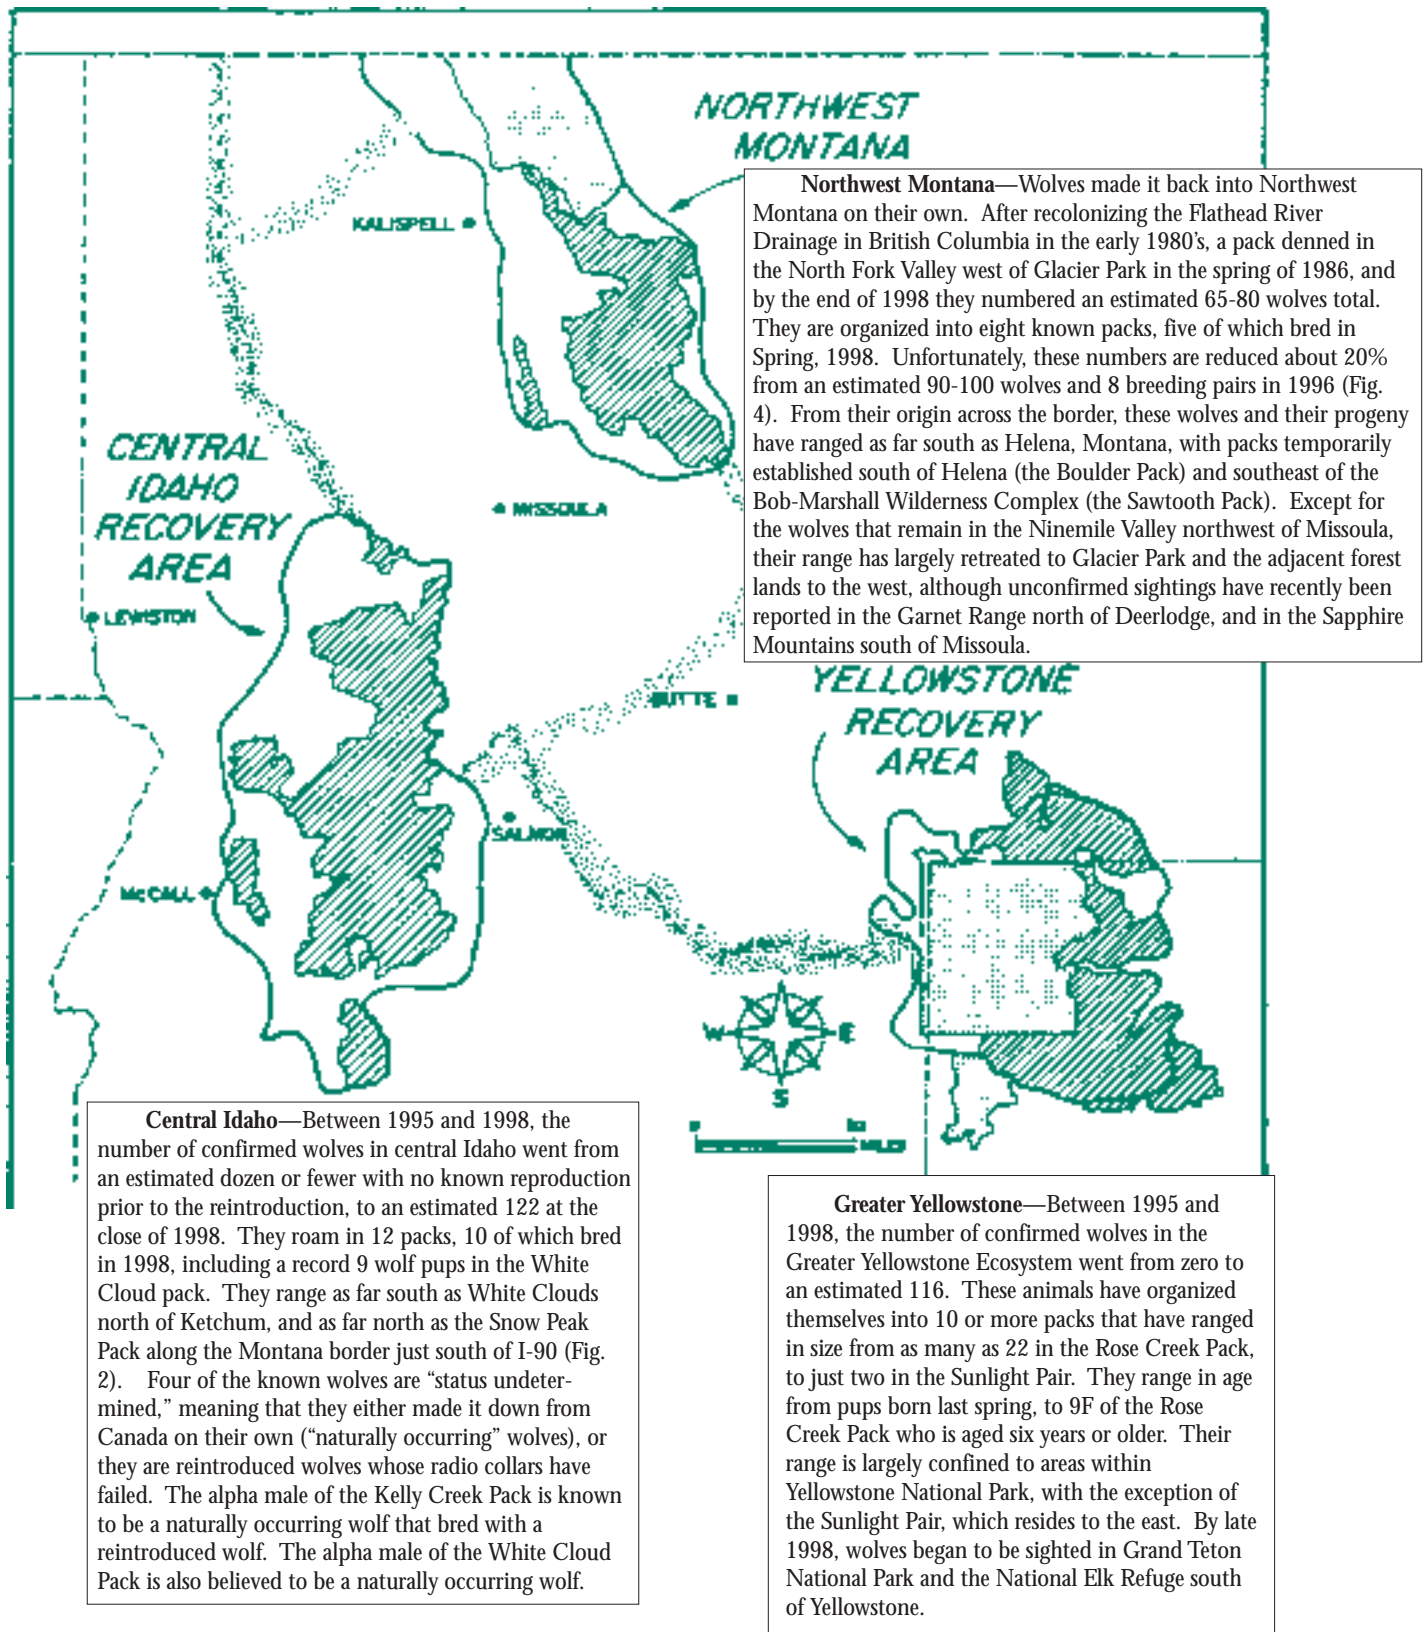 NORTHWEST
MONTANA
Northwest Montana—Wolves made it back into Northwest
Montana on their own. After recolonizing the Flathead River
Drainage in British Columbia in the early 1980's, a pack denned in
the North Fork Valley west of Glacier Park in the spring of 1986, and
by the end of 1998 they numbered an estimated 65-80 wolves total.
They are organized into eight known packs, five of which bred in
Spring, 1998. Unfortunately, these numbers are reduced about 20%
from an estimated 90-100 wolves and 8 breeding pairs in 1996 (Fig.
4). From their origin across the border, these wolves and their progeny
have ranged as far south as Helena, Montana, with packs temporarily
established south of Helena (the Boulder Pack) and southeast of the
Bob-Marshall Wilderness Complex (the Sawtooth Pack). Except for
the wolves that remain in the Ninemile Valley northwest of Missoula,
their range has largely retreated to Glacier Park and the adjacent forest
lands to the west, although unconfirmed sightings have recently been
reported in the Garnet Range north of Deerlodge, and in the Sapphire
Mountains south of Missoula.
KALISPELL
CENTRAL
IDAHO
RECOVERY
AREA
MISSOULA
LEWISTON
BUTTE
YELLOWSTONE
RECOVERY
AREA
SALMON
McCALL
W
E
S
MILES
Central Idaho—Between 1995 and 1998, the
number of confirmed wolves in central Idaho went from
an estimated dozen or fewer with no known reproduction
prior to the reintroduction, to an estimated 122 at the
close of 1998. They roam in 12 packs, 10 of which bred
in 1998, including a record 9 wolf pups in the White
Cloud pack. They range as far south as White Clouds
north of Ketchum, and as far north as the Snow Peak
Pack along the Montana border just south of I-90 (Fig.
2). Four of the known wolves are “status undeter-
mined,” meaning that they either made it down from
Canada on their own (“naturally occurring” wolves), or
they are reintroduced wolves whose radio collars have
failed. The alpha male of the Kelly Creek Pack is known
to be a naturally occurring wolf that bred with a
reintroduced wolf. The alpha male of the White Cloud
Pack is also believed to be a naturally occurring wolf.
Greater Yellowstone—Between 1995 and
1998, the number of confirmed wolves in the
Greater Yellowstone Ecosystem went from zero to
an estimated 116. These animals have organized
themselves into 10 or more packs that have ranged
in size from as many as 22 in the Rose Creek Pack,
to just two in the Sunlight Pair. They range in age
from pups born last spring, to 9F of the Rose
Creek Pack who is aged six years or older. Their
range is largely confined to areas within
Yellowstone National Park, with the exception of
the Sunlight Pair, which resides to the east. By late
1998, wolves began to be sighted in Grand Teton
National Park and the National Elk Refuge south
of Yellowstone.